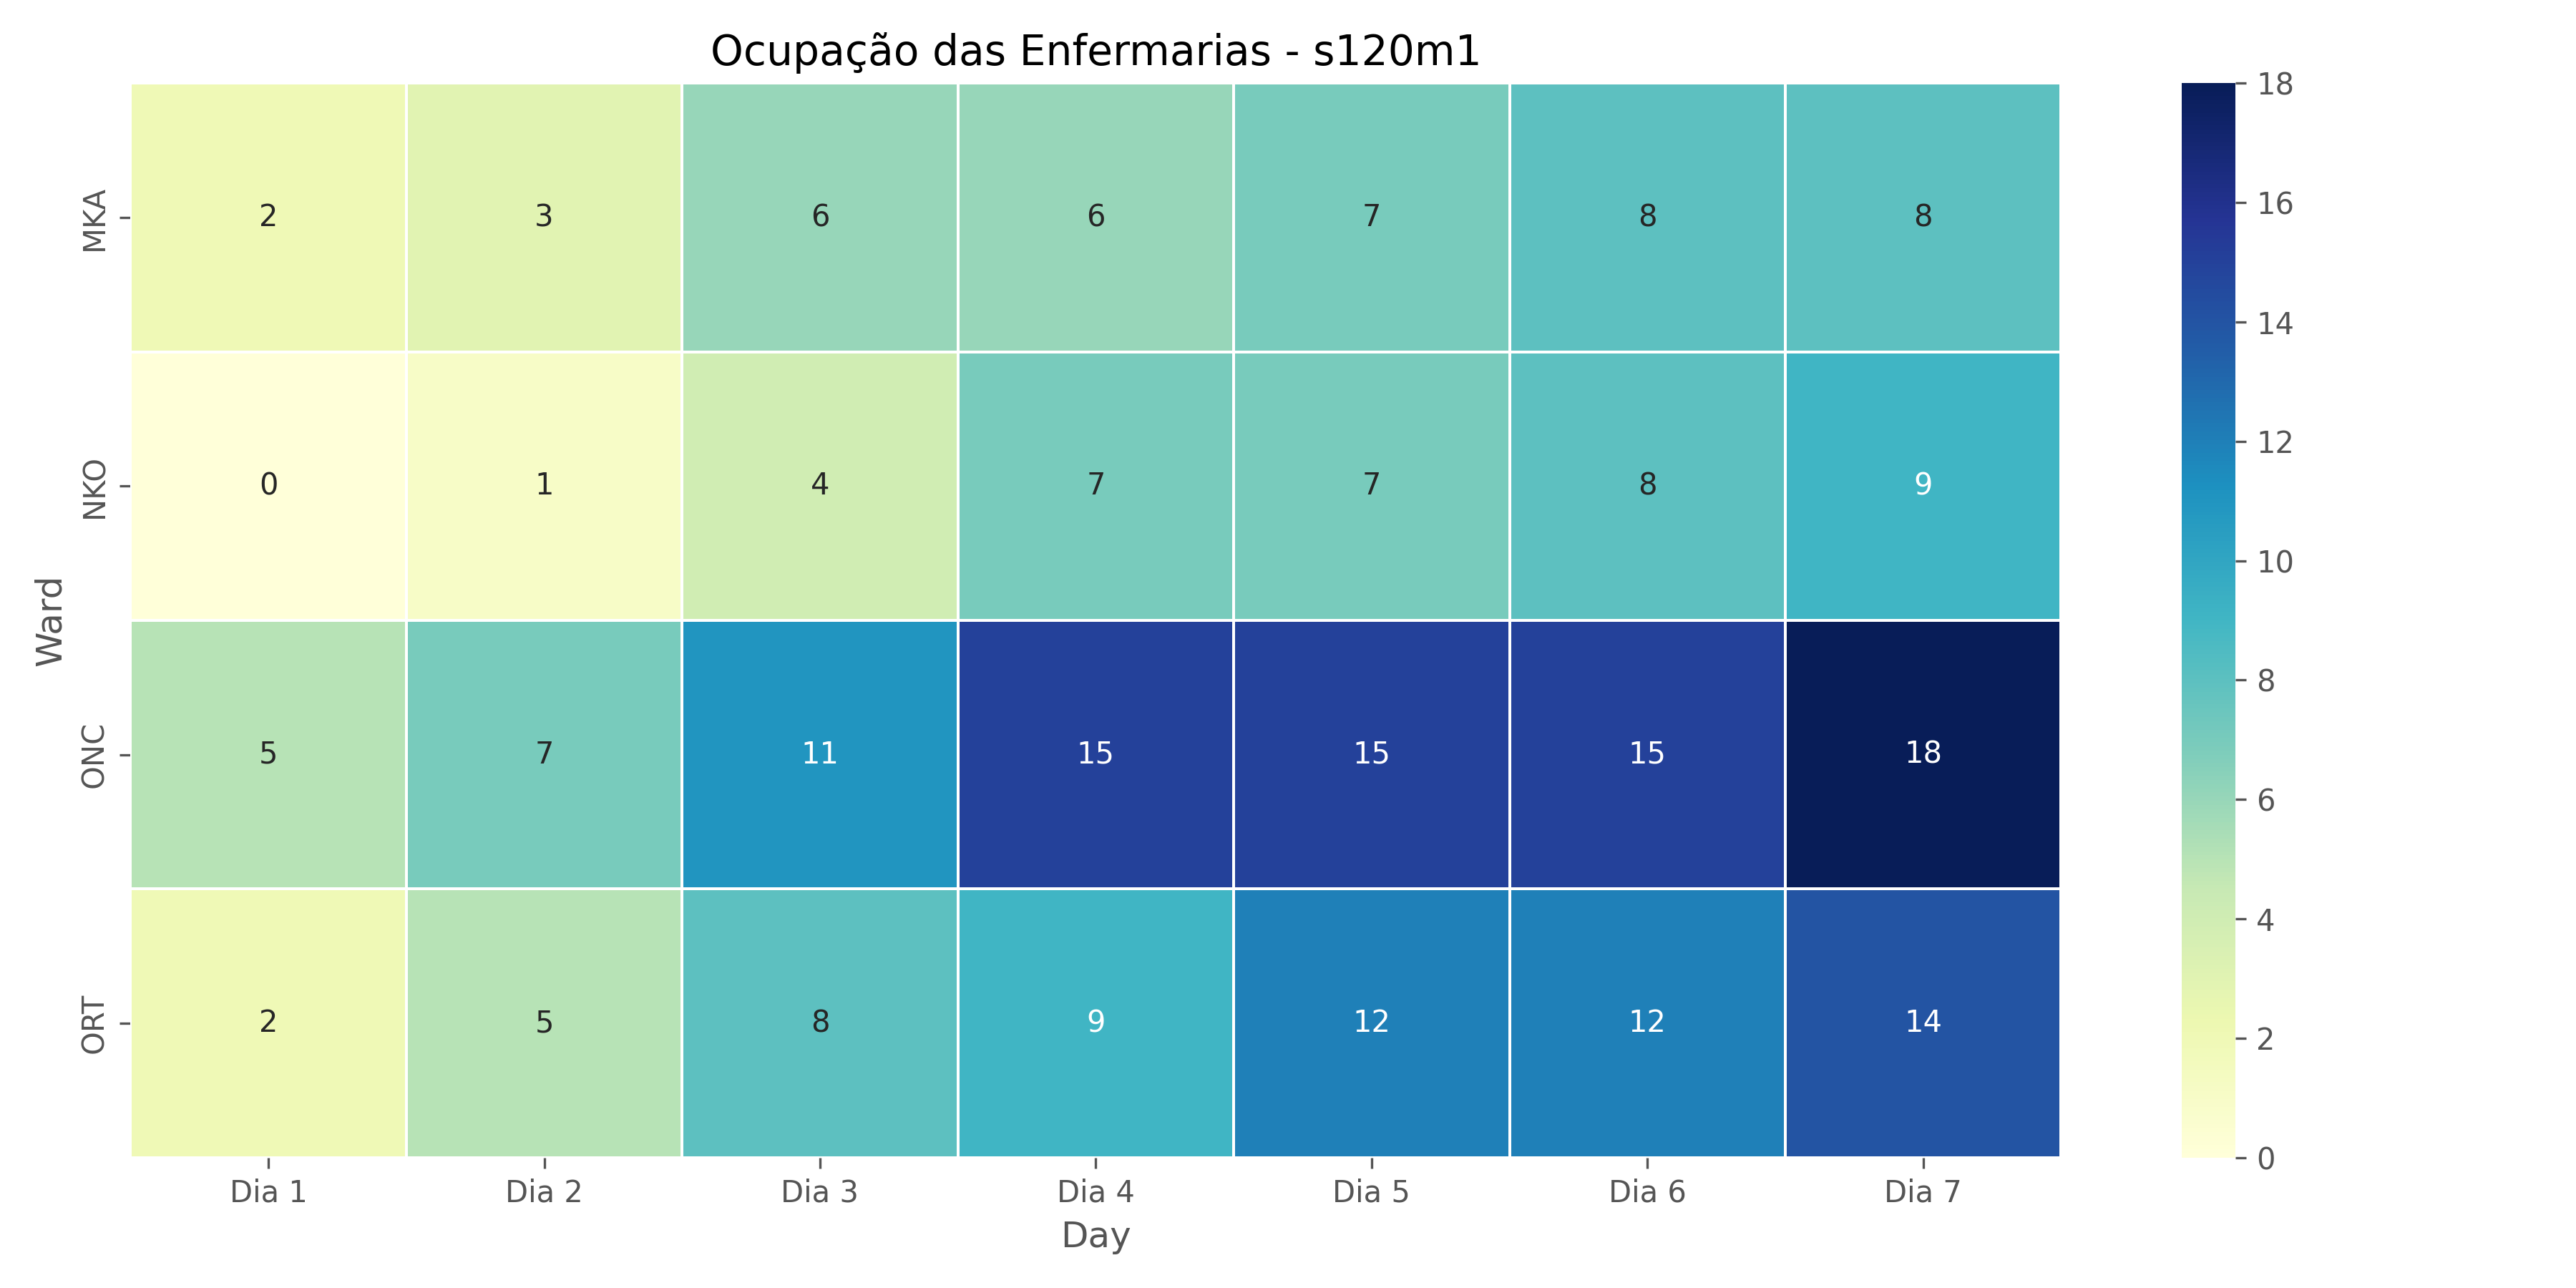 Ocupação das Enfermarias - s120m1
Ward
MKA
2 3 6 6 7 8 8
NKO
0 1 4 7 7 8 9
ONC
5 7 11 15 15 15 18
ORT
2 5 8 9 12 12 14
Dia 1 Dia 2 Dia 3 Dia 4 Dia 5 Dia 6 Dia 7
Day
18
16
14
12
10
8
6
4
2
0